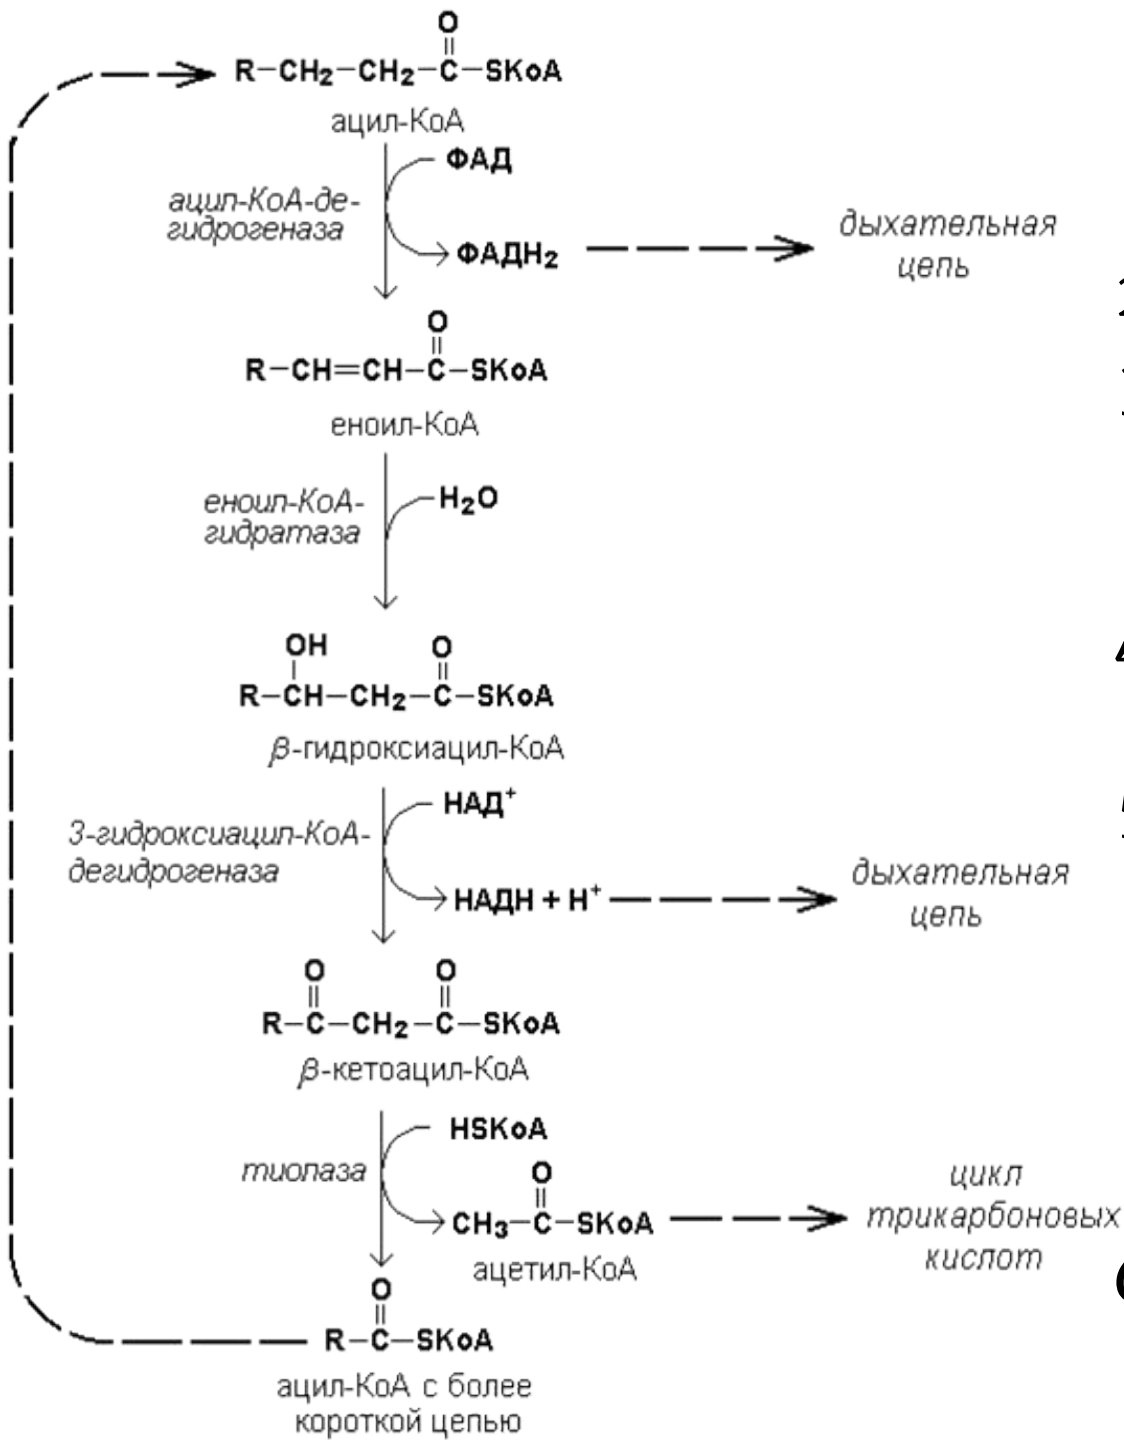 O
R–CH₂–CH₂–C–SKoA
ацил-КоА
ФАД
ацил-КоА-де-
гидрогеназа
ФАДН₂
дыхательная
цепь
O
R–CH=CH–C–SKoA
еноил-КоА
еноил-КоА-
гидратаза
H₂O
OH O
R–CH–CH₂–C–SKoA
β-гидроксиацил-КоА
НАД⁺
3-гидроксиацил-КоА-
дегидрогеназа
НАДН + Н⁺
дыхательная
цепь
O O
R–C–CH₂–C–SKoA
β-кетоацил-КоА
HSKoA
тиолаза
O
CH₃–C–SKoA
ацетил-КоА
цикл
трикарбоновых
кислот
O
R–C–SKoA
ацил-КоА с более
короткой цепью